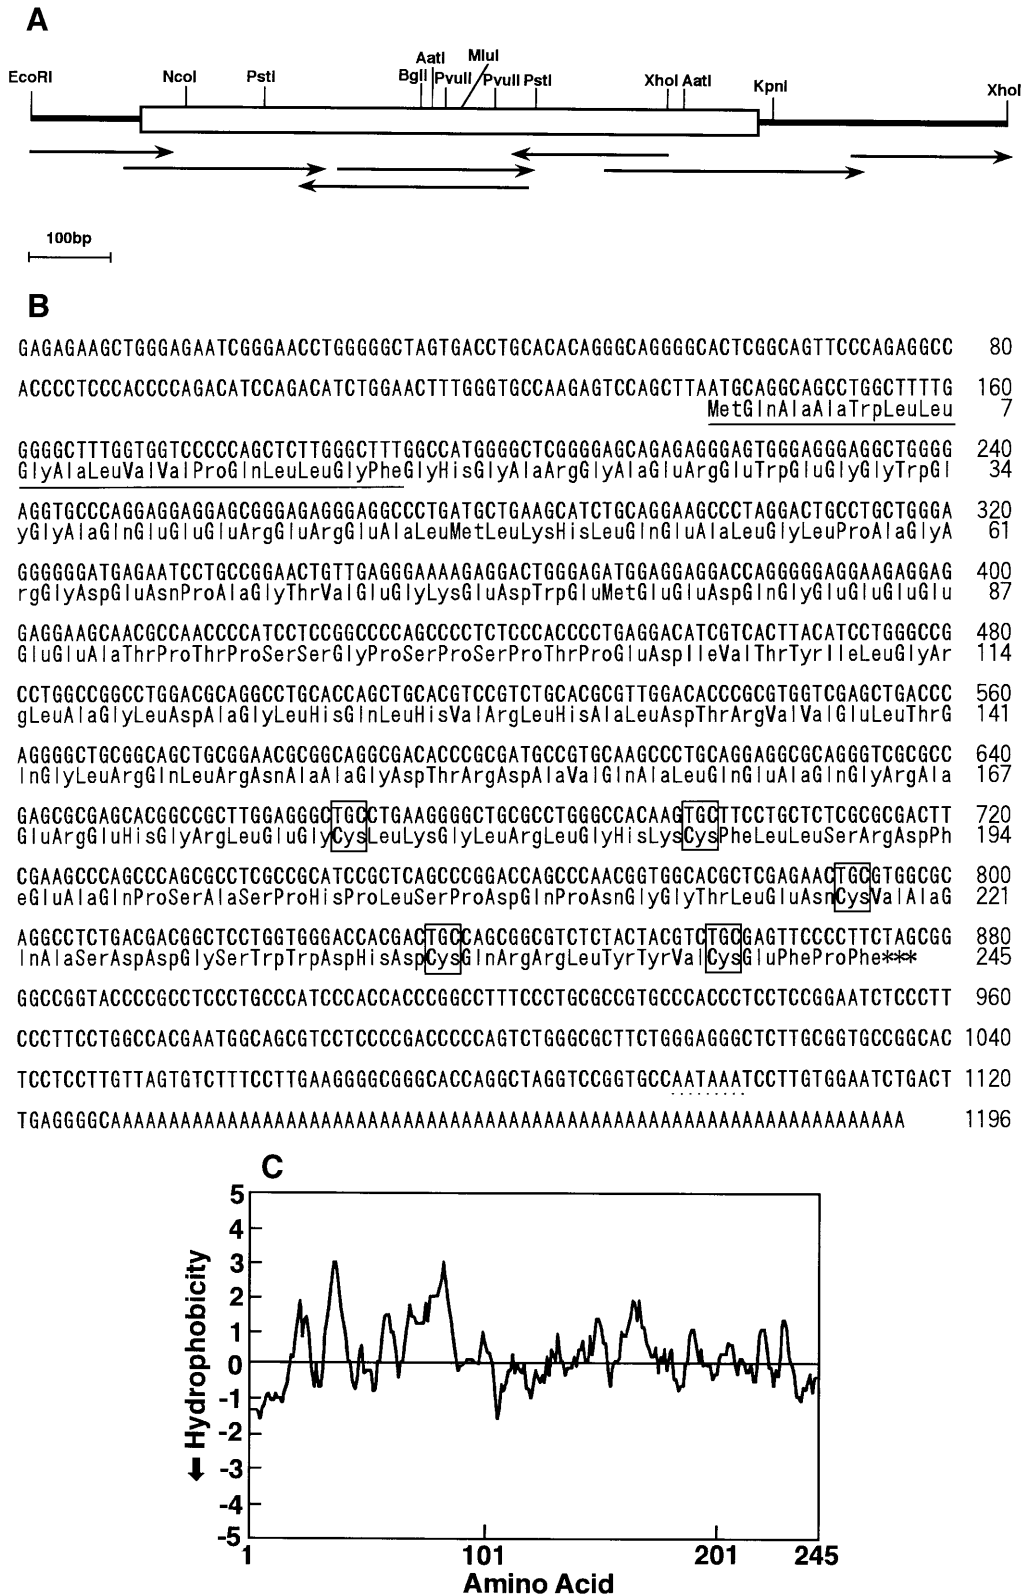 A
EcoRI NcoI PstI BglI AatI PvuII MluI PvuII PstI XhoI AatI KpnI XhoI
100bp
B
GAGAGAAGCTGGGAGAATCGGGAACCTGGGGGCTAGTGACCTGCACACAGGGCAGGGGCACTCGGCAGTTCCCAGAGGCC 80
ACCCCTCCCACCCCAGACATCCAGACATCTGGAACTTTGGGTGCCAAGAGTCCAGCTTAATGCAGGCAGCCTGGCTTTTG 160
MetGlnAlaAlaTrpLeuLeu 7
GGGGCTTTGGTGGTCCCCCAGCTCTTGGGCTTTGGCCATGGGGCTCGGGGAGCAGAGAGGGAGTGGGAGGGAGGCTGGGG 240
GlyAlaLeuValValProGlnLeuLeuGlyPheGlyHisGlyAlaArgGlyAlaGluArgGluTrpGluGlyGlyTrpGl 34
AGGTGCCCAGGAGGAGGAGCGGGAGAGGGAGGCCCTGATGCTGAAGCATCTGCAGGAAGCCCTAGGACTGCCTGCTGGGA 320
yGlyAlaGlnGluGluGluArgGluArgGluAlaLeuMetLeuLysHisLeuGlnGluAlaLeuGlyLeuProAlaGlyA 61
GGGGGGATGAGAATCCTGCCGGAACTGTTGAGGGAAAAGAGGACTGGGAGATGGAGGAGGACCAGGGGGAGGAAGAGGAG 400
rgGlyAspGluAsnProAlaGlyThrValGluGlyLysGluAspTrpGluMetGluGluAspGlnGlyGluGluGluGlu 87
GAGGAAGCAACGCCAACCCCATCCTCCGGCCCCAGCCCCTCTCCCACCCCTGAGGACATCGTCACTTACATCCTGGGCCG 480
GluGluAlaThrProThrProSerSerGlyProSerProSerProThrProGluAspIleValThrTyrIleLeuGlyAr 114
CCTGGCCGGCCTGGACGCAGGCCTGCACCAGCTGCACGTCCGTCTGCACGCGTTGGACACCCGCGTGGTCGAGCTGACCC 560
gLeuAlaGlyLeuAspAlaGlyLeuHisGlnLeuHisValArgLeuHisAlaLeuAspThrArgValValGluLeuThrG 141
AGGGGCTGCGGCAGCTGCGGAACGCGGCAGGCGACACCCGCGATGCCGTGCAAGCCCTGCAGGAGGCGCAGGGTCGCGCC 640
lnGlyLeuArgGlnLeuArgAsnAlaAlaGlyAspThrArgAspAlaValGlnAlaLeuGlnGluAlaGlnGlyArgAla 167
GAGCGCGAGCACGGCCGCTTGGAGGGCTGCCTGAAGGGGCTGCGCCTGGGCCACAAGTGCTTCCTGCTCTCGCGCGACTT 720
GluArgGluHisGlyArgLeuGluGlyCysLeuLysGlyLeuArgLeuGlyHisLysCysPheLeuLeuSerArgAspPh 194
CGAAGCCCAGCCCAGCGCCTCGCCGCATCCGCTCAGCCCGGACCAGCCCAACGGTGGCACGCTCGAGAACTGCGTGGCGC 800
eGluAlaGlnProSerAlaSerProHisProLeuSerProAspGlnProAsnGlyGlyThrLeuGluAsnCysValAlaG 221
AGGCCTCTGACGACGGCTCCTGGTGGGACCACGACTGCCAGCGGCGTCTCTACTACGTCTGCGAGTTCCCCTTCTAGCGG 880
lnAlaSerAspAspGlySerTrpTrpAspHisAspCysGlnArgArgLeuTyrTyrValCysGluPheProPhe*** 245
GGCCGGTACCCCGCCTCCCTGCCCATCCCACCACCCGGCCTTTCCCTGCGCCGTGCCCACCCTCCTCCGGAATCTCCCTT 960
CCCTTCCTGGCCACGAATGGCAGCGTCCTCCCCGACCCCCAGTCTGGGCGCTTCTGGGAGGGCTCTTGCGGTGCCGGCAC 1040
TCCTCCTTGTTAGTGTCTTTCCTTGAAGGGGCGGGCACCAGGCTAGGTCCGGTGCCAATAAATCCTTGTGGAATCTGACT 1120
1196
C
5
4
3
2
1
0
-1
-2
-3
-4
-5
Hydrophobicity
1 101 201 245
Amino Acid